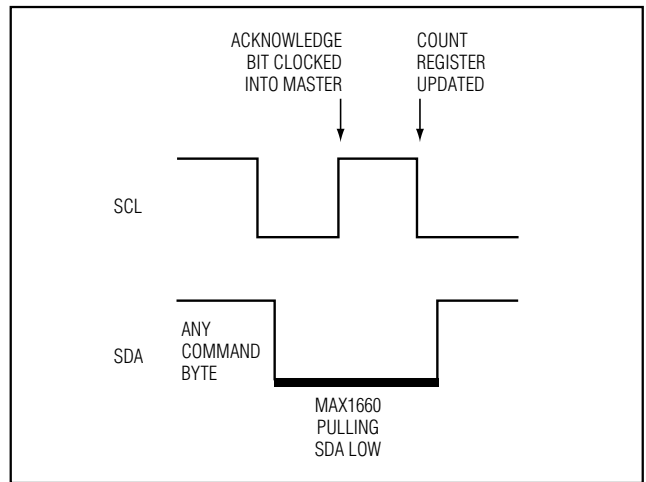 ACKNOWLEDGE
BIT CLOCKED
INTO MASTER
COUNT
REGISTER
UPDATED
SCL
SDA
ANY
COMMAND
BYTE
MAX1660
PULLING
SDA LOW